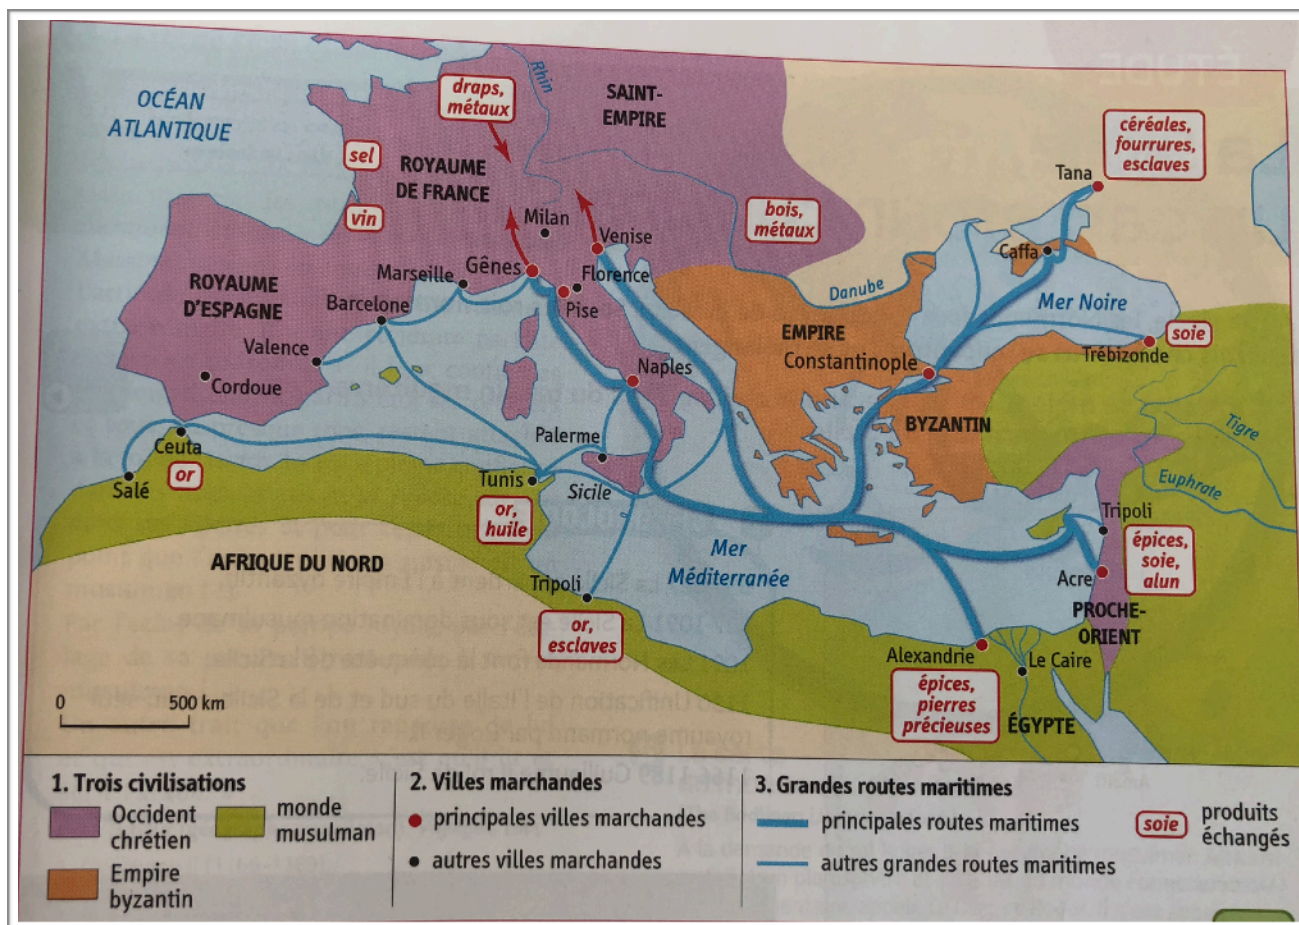 OCÉAN
ATLANTIQUE
draps,
métaux
Rhin
SAINT-
EMPIRE
céréales,
fourrures,
esclaves
sel
ROYAUME
DE FRANCE
Tana
vin
Milan
bois,
métaux
Venise
Caffa
Marseille
Gênes
Florence
ROYAUME
D'ESPAGNE
Barcelone
Pise
Danube
Mer Noire
EMPIRE
soie
Valence
Constantinople
Trébizonde
Cordoue
Naples
BYZANTIN
Tigre
Ceuta
Palerme
or
Salé
Tunis
Sicile
Euphrate
or,
huile
Tripoli
épices,
soie,
alun
AFRIQUE DU NORD
Mer
Méditerranée
Tripoli
Acre
PROCHE-
ORIENT
or,
esclaves
Alexandrie
Le Caire
épices,
pierres
précieuses
ÉGYPTE
0 500 km
1. Trois civilisations
Occident
chrétien
monde
musulman
Empire
byzantin
2. Villes marchandes
principales villes marchandes
autres villes marchandes
3. Grandes routes maritimes
principales routes maritimes
autres grandes routes maritimes
soie
produits
échangés